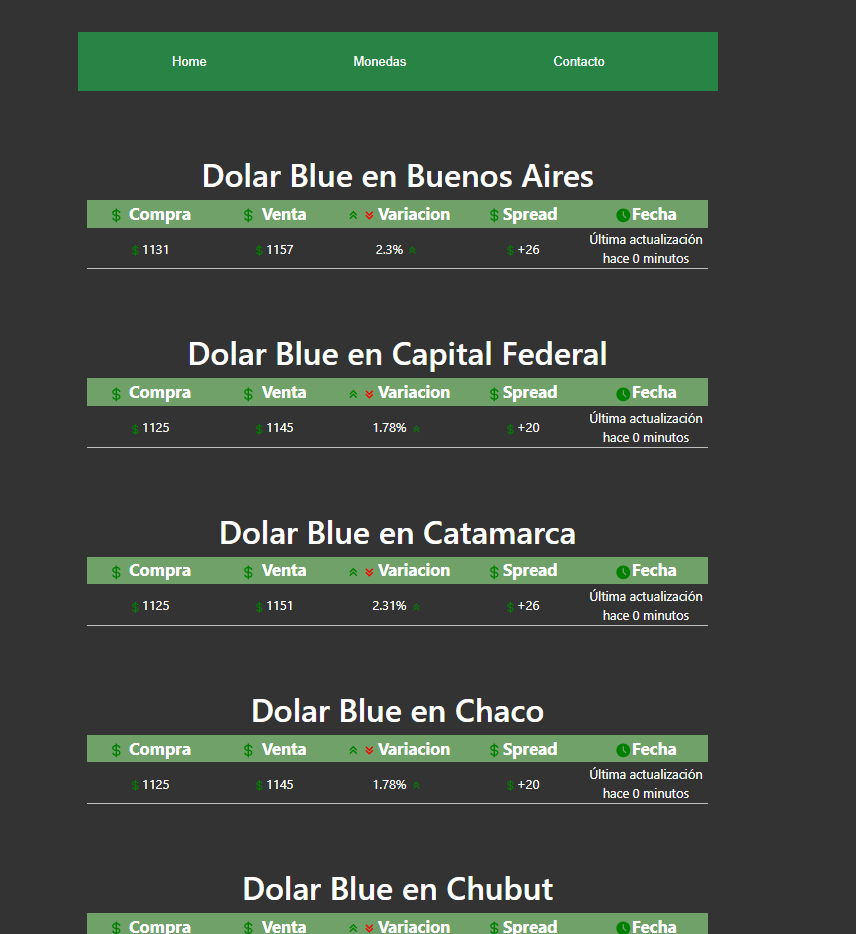 Home Monedas Contacto
Dolar Blue en Buenos Aires
$ Compra $ Venta Variacion $ Spread Fecha
$ 1131 $ 1157 2.3% $ +26 Última actualización
hace 0 minutos
Dolar Blue en Capital Federal
$ Compra $ Venta Variacion $ Spread Fecha
$ 1125 $ 1145 1.78% $ +20 Última actualización
hace 0 minutos
Dolar Blue en Catamarca
$ Compra $ Venta Variacion $ Spread Fecha
$ 1125 $ 1151 2.31% $ +26 Última actualización
hace 0 minutos
Dolar Blue en Chaco
$ Compra $ Venta Variacion $ Spread Fecha
$ 1125 $ 1145 1.78% $ +20 Última actualización
hace 0 minutos
Dolar Blue en Chubut
$ Compra $ Venta Variacion $ Spread Fecha